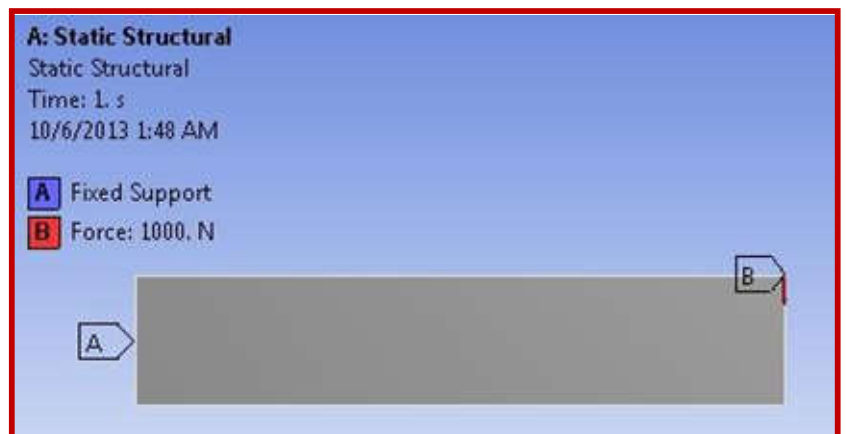 A: Static Structural
Static Structural
Time: 1. s
10/6/2013 1:48 AM
A Fixed Support
B Force: 1000. N
B
A